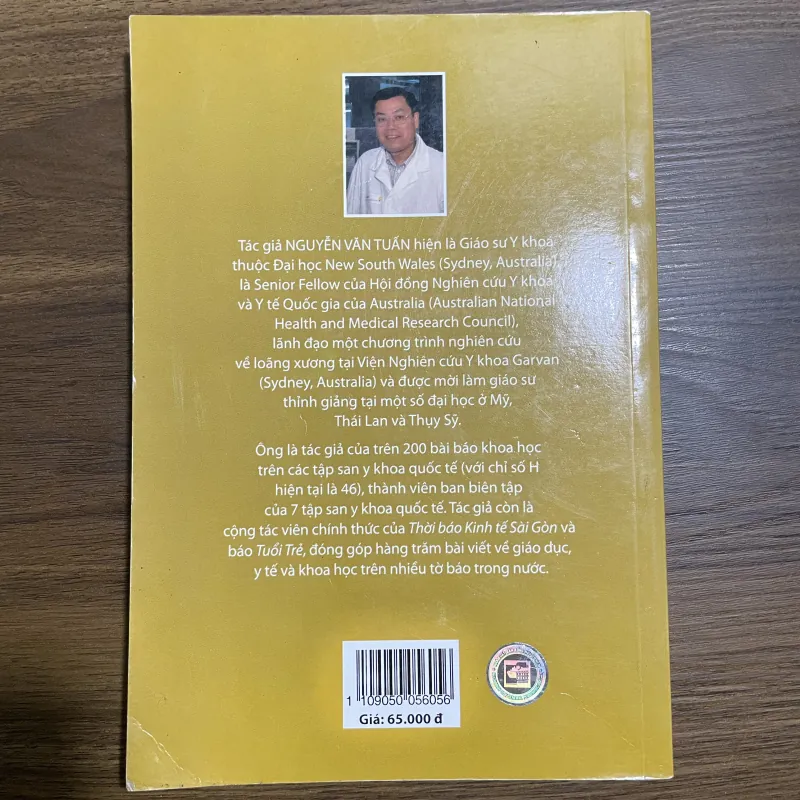 Tác giả NGUYỄN VĂN TUẤN hiện là Giáo sư Y khoa
thuộc Đại học New South Wales (Sydney, Australia),
là Senior Fellow của Hội đồng Nghiên cứu Y khoa
và Y tế Quốc gia của Australia (Australian National
Health and Medical Research Council),
lãnh đạo một chương trình nghiên cứu
về loãng xương tại Viện Nghiên cứu Y khoa Garvan
(Sydney, Australia) và được mời làm giáo sư
thỉnh giảng tại một số đại học ở Mỹ,
Thái Lan và Thụy Sỹ.
Ông là tác giả của trên 200 bài báo khoa học
trên các tập san y khoa quốc tế (với chỉ số H
hiện tại là 46), thành viên ban biên tập
của 7 tập san y khoa quốc tế. Tác giả còn là
cộng tác viên chính thức của Thời báo Kinh tế Sài Gòn và
báo Tuổi Trẻ, đóng góp hàng trăm bài viết về giáo dục,
y tế và khoa học trên nhiều tờ báo trong nước.
1 109050 056056
Giá: 65.000 đ